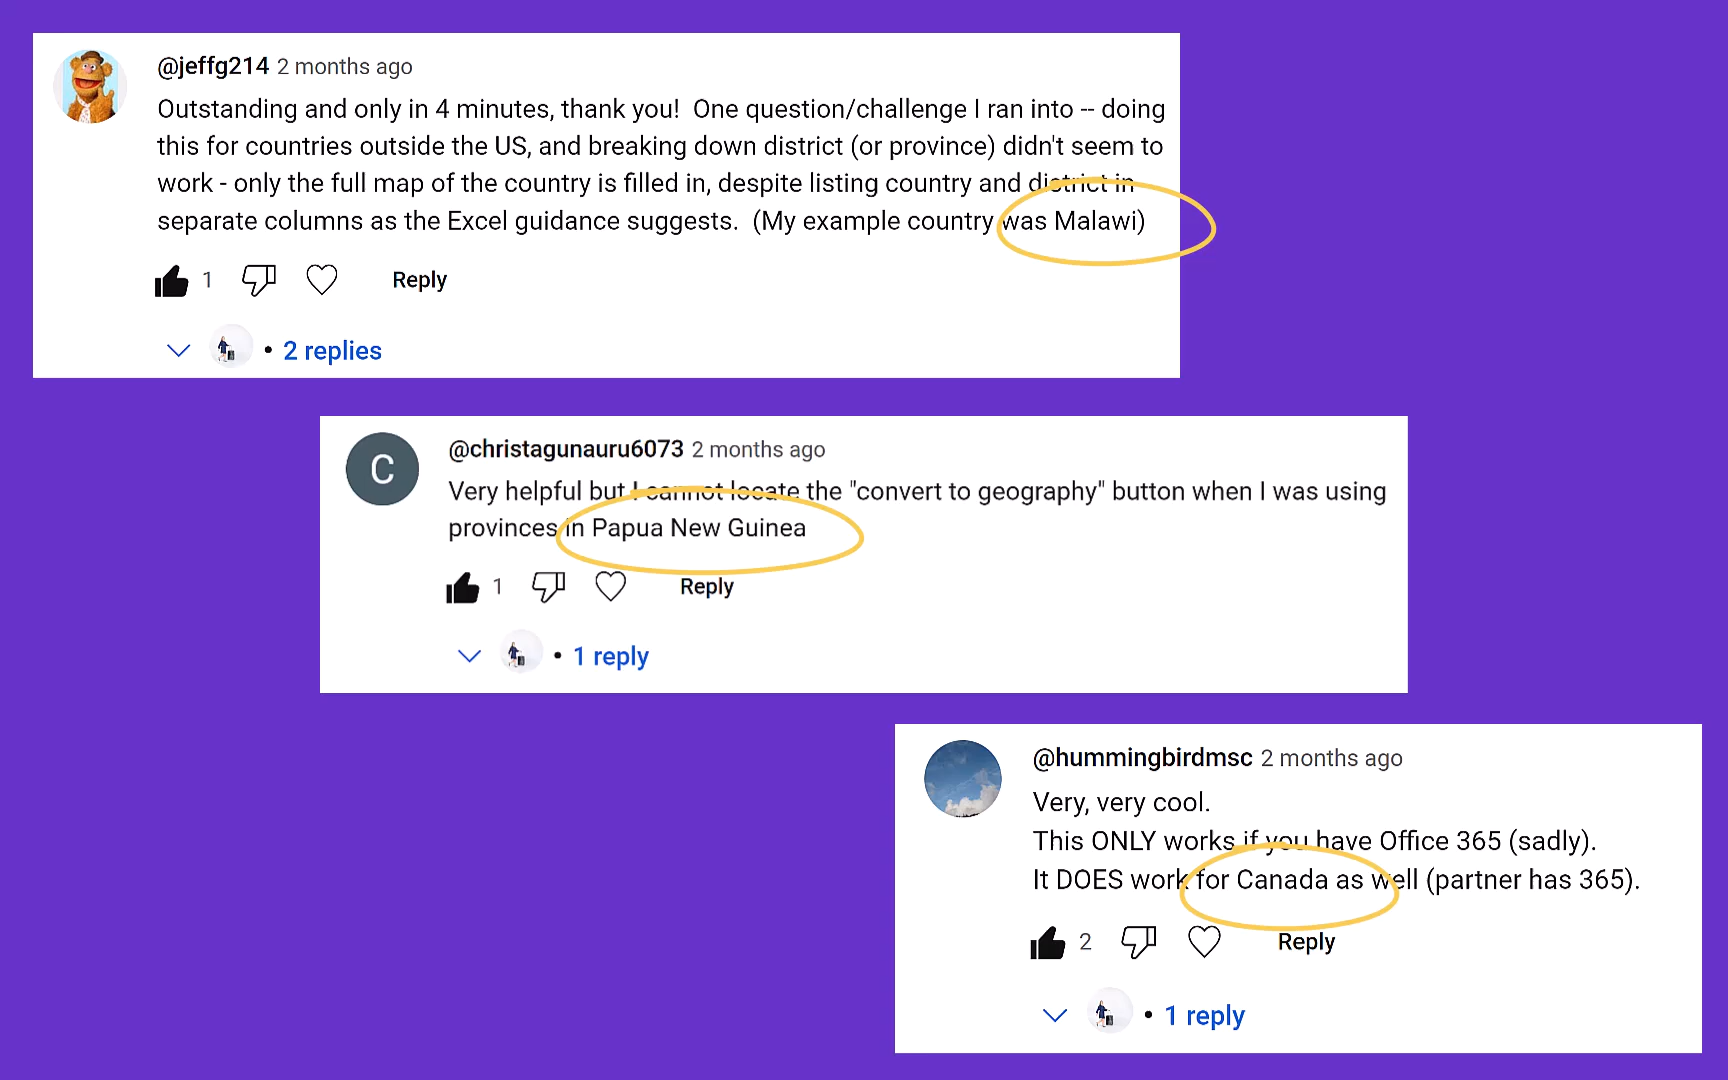 @jeffg214 2 months ago
Outstanding and only in 4 minutes, thank you!  One question/challenge I ran into -- doing
this for countries outside the US, and breaking down district (or province) didn't seem to
work - only the full map of the country is filled in, despite listing country and district in
separate columns as the Excel guidance suggests.  (My example country was Malawi)
1 Reply
• 2 replies
C
@christagunauru6073 2 months ago
Very helpful but I cannot locate the "convert to geography" button when I was using
provinces in Papua New Guinea
1 Reply
• 1 reply
@hummingbirdmsc 2 months ago
Very, very cool.
This ONLY works if you have Office 365 (sadly).
It DOES work for Canada as well (partner has 365).
2 Reply
• 1 reply